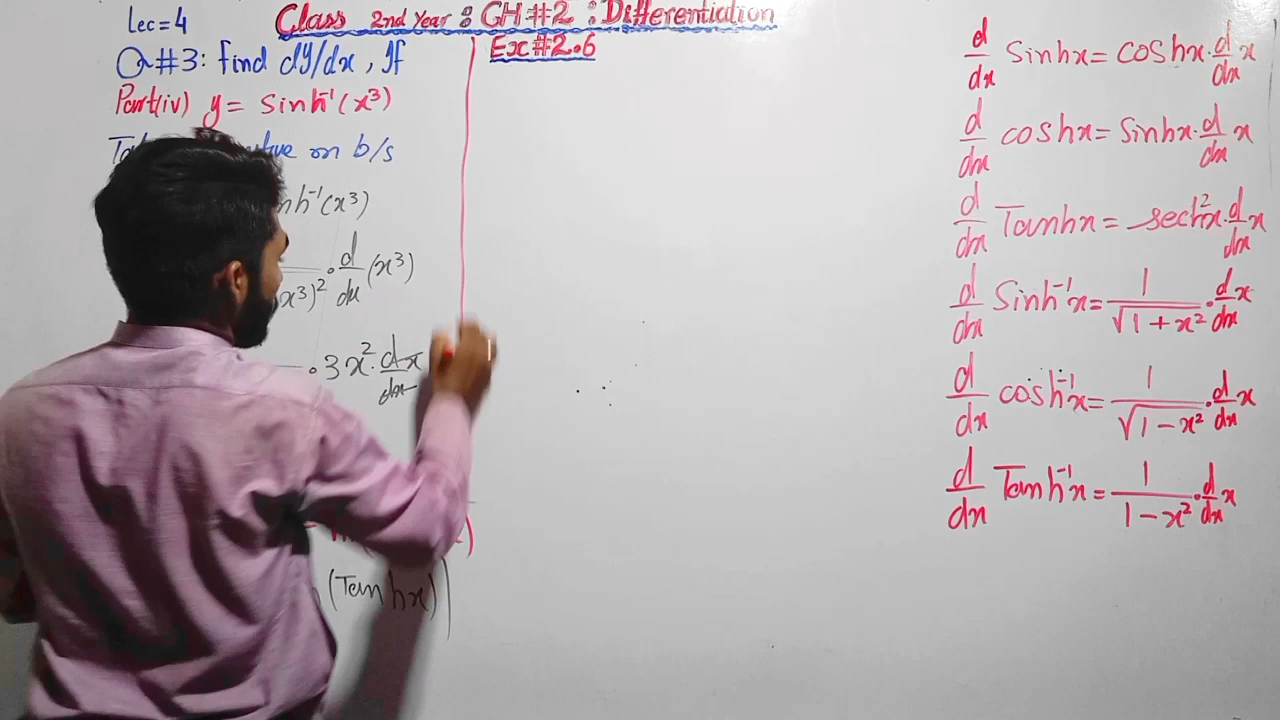 Lec=4
Class 2nd Year : CH#2 : Differentiation
Ex#2.6
Q#3: Find dy/dx, If
Part(iv) y = Sinh⁻¹(x³)
on b/s
h⁻¹(x³)
x³)² · d/dx (x³)
· 3x² · dx/dx
(Tanhx)
d/dx Sinhx = coshx · d/dx x
d/dx coshx = Sinhx · d/dx x
d/dx Tanhx = sech²x · d/dx x
d/dx Sinh⁻¹x = 1/√(1+x²) · d/dx x
d/dx cosh⁻¹x = 1/√(1-x²) · d/dx x
d/dx Tanh⁻¹x = 1/(1-x²) · d/dx x